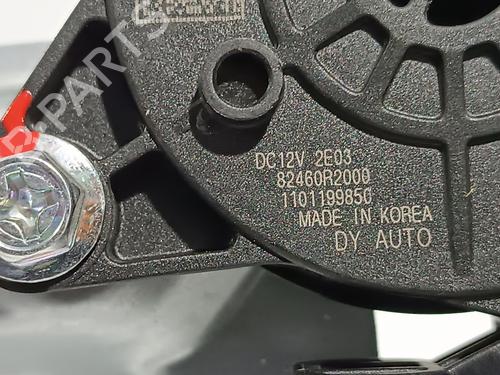 DC12V 2E03
82460R2000
110119985G
MADE IN KOREA
DY AUTO